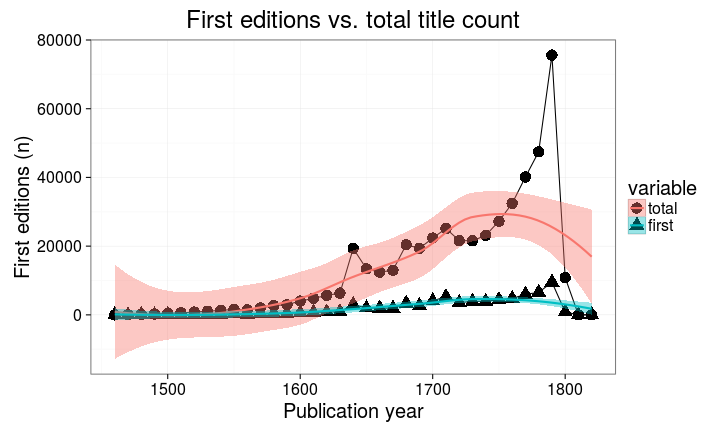 First editions vs. total title count
First editions (n)
80000
60000
40000
20000
0
1500
1600
1700
1800
Publication year
variable
total
first